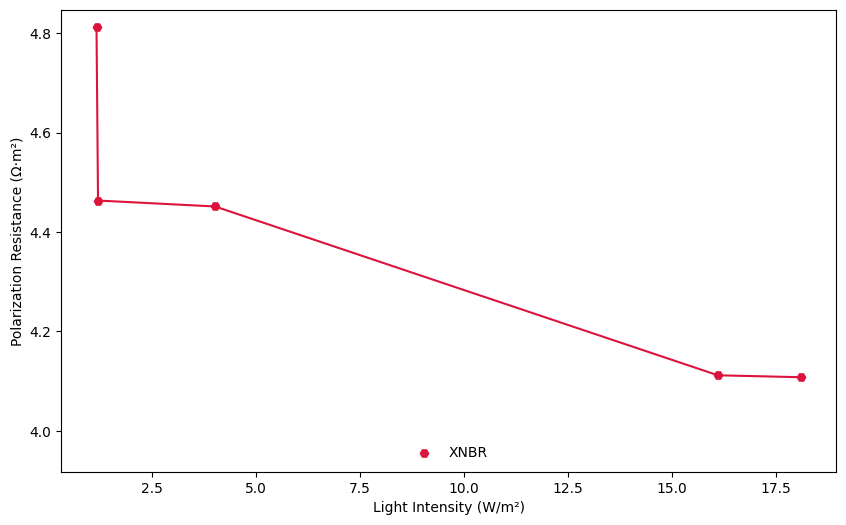 4.8
4.6
4.4
4.2
4.0
Polarization Resistance (Ω·m²)
XNBR
2.5 5.0 7.5 10.0 12.5 15.0 17.5
Light Intensity (W/m²)